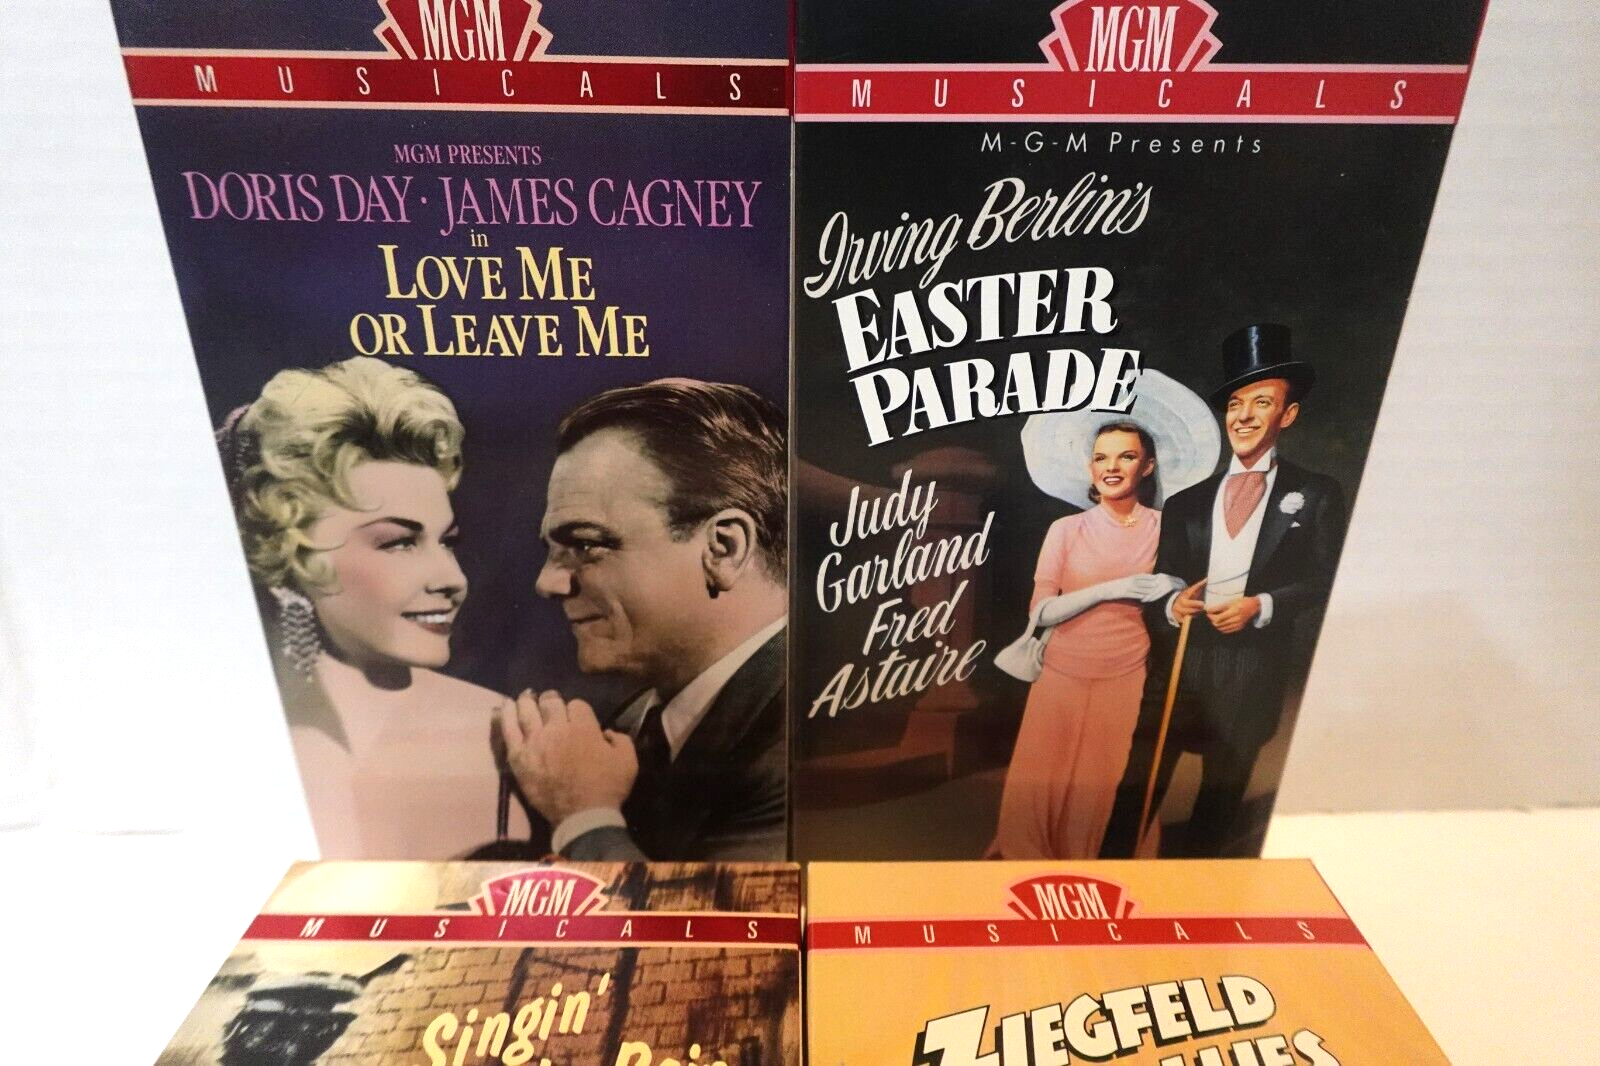 MGM
MUSICALS
MGM PRESENTS
DORIS DAY · JAMES CAGNEY
in
LOVE ME
OR LEAVE ME
MGM
MUSICALS
M-G-M Presents
Irving Berlin's
EASTER
PARADE
Judy
Garland
Fred
Astaire
MGM
MUSICALS
Singin'
Rain
MGM
MUSICALS
ZIEGFELD